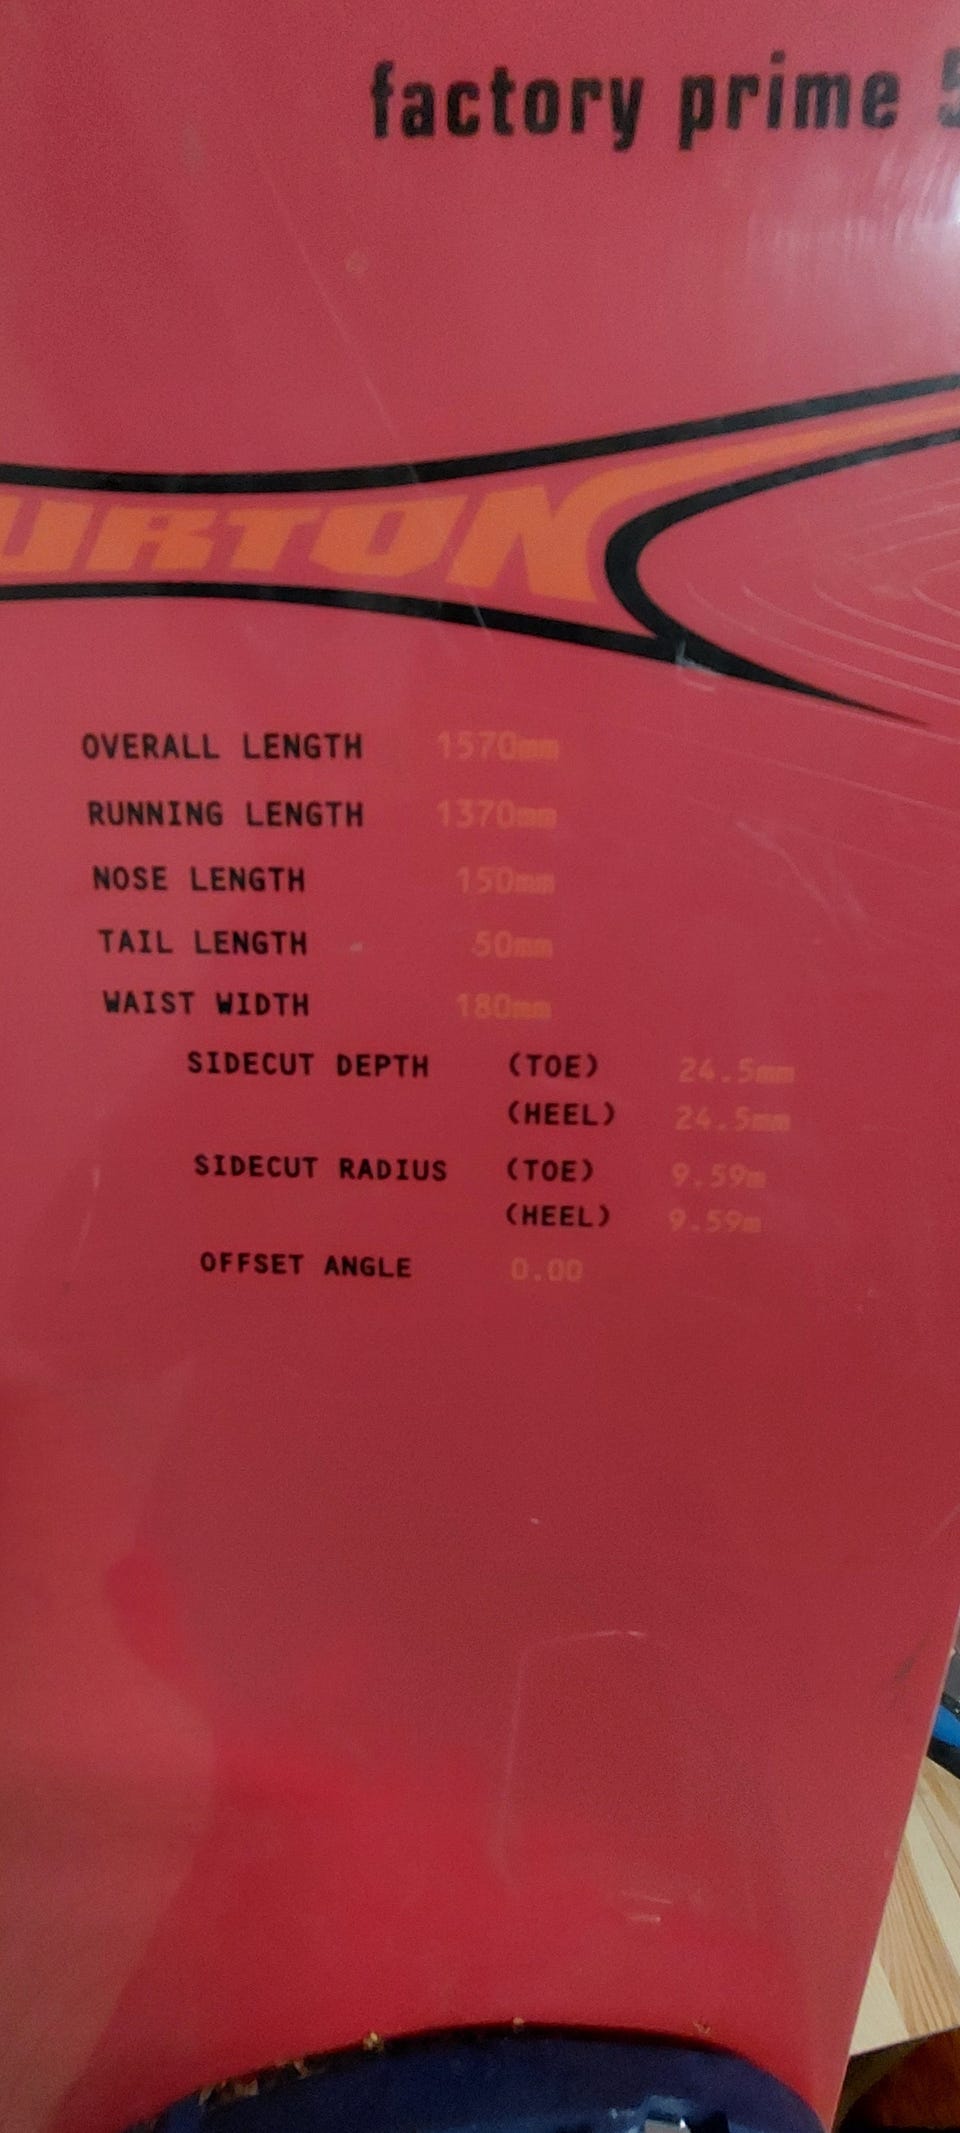 factory prime 5
URTON
OVERALL LENGTH 1570mm
RUNNING LENGTH 1370mm
NOSE LENGTH 150mm
TAIL LENGTH 50mm
WAIST WIDTH 180mm
SIDECUT DEPTH (TOE) 24.5mm
(HEEL) 24.5mm
SIDECUT RADIUS (TOE) 9.59m
(HEEL) 9.59m
OFFSET ANGLE 0.00